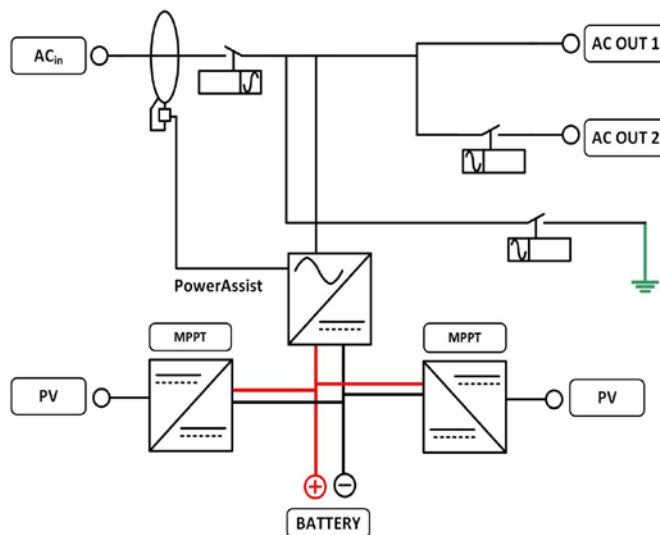 ACin
AC OUT 1
AC OUT 2
PowerAssist
MPPT
MPPT
PV
PV
+
−
BATTERY